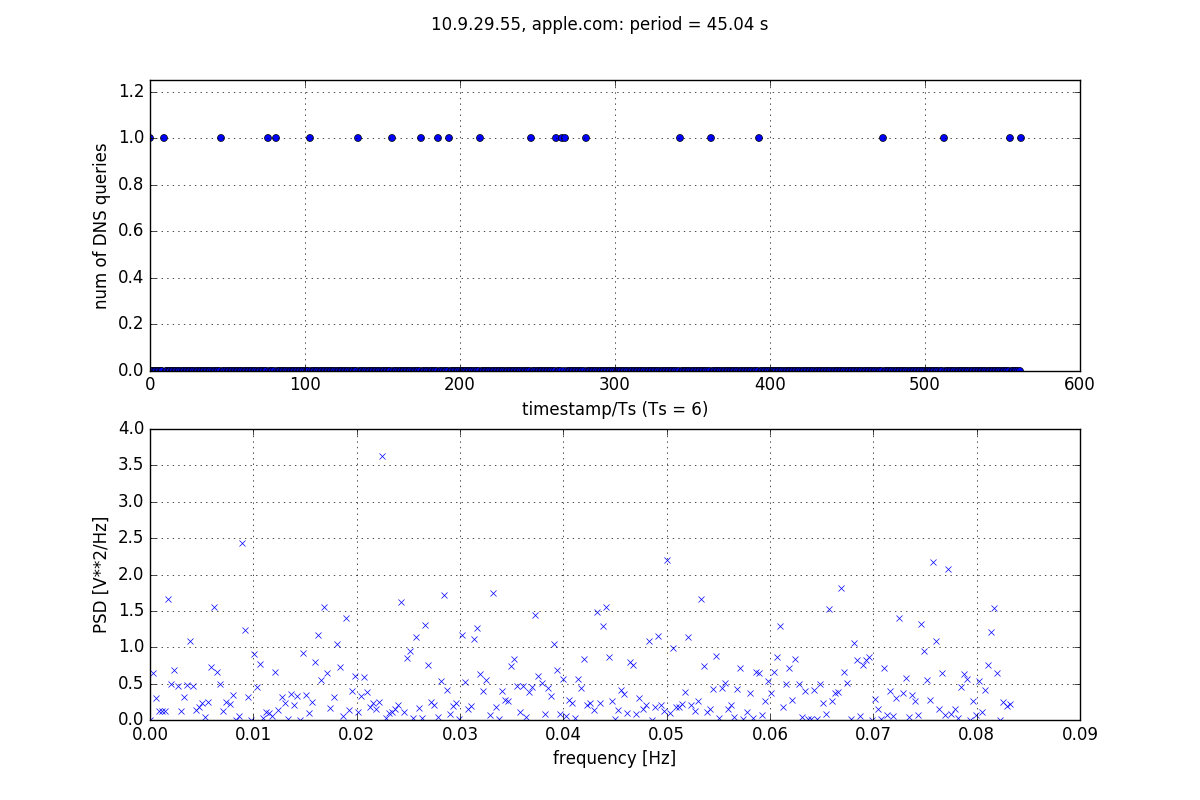 10.9.29.55, apple.com: period = 45.04 s
1.2
1.0
0.8
0.6
0.4
0.2
0.0
num of DNS queries
0 100 200 300 400 500 600
timestamp/Ts (Ts = 6)
4.0
3.5
3.0
2.5
2.0
1.5
1.0
0.5
0.0
PSD [V**2/Hz]
0.00 0.01 0.02 0.03 0.04 0.05 0.06 0.07 0.08 0.09
frequency [Hz]